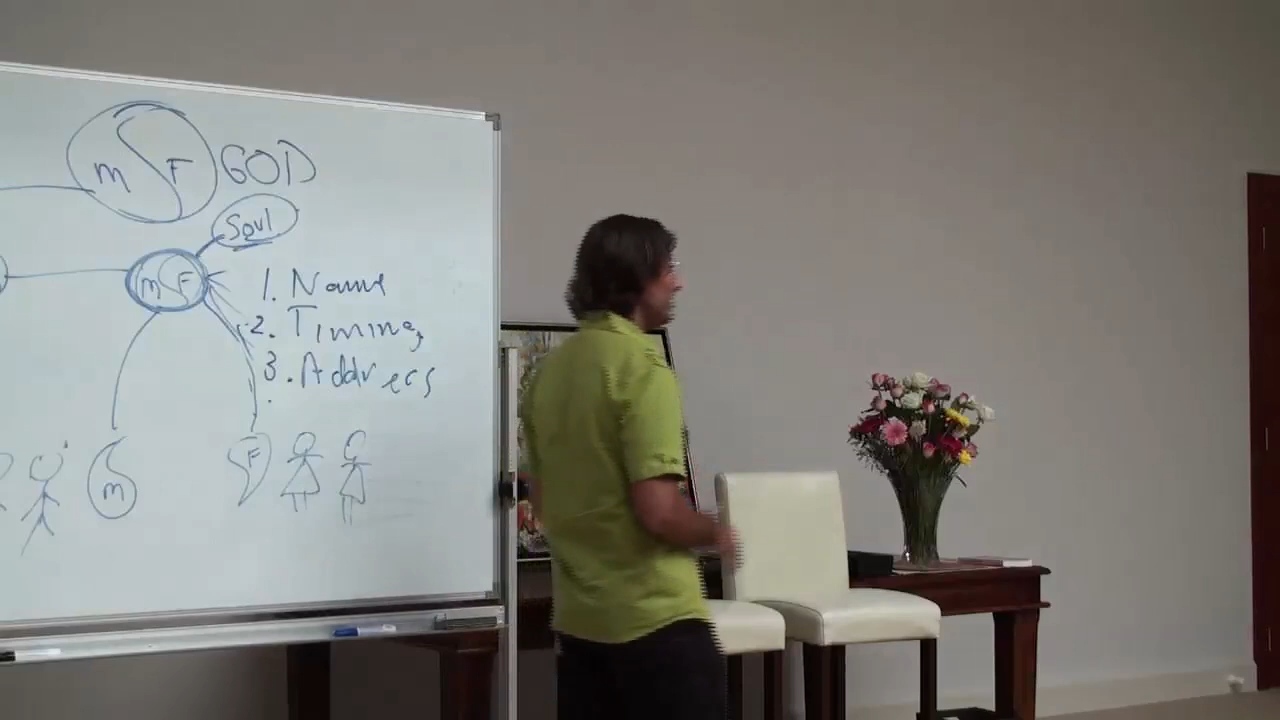 m F GOD
Soul
m F
1. Name
2. Timing
3. Address
m
F